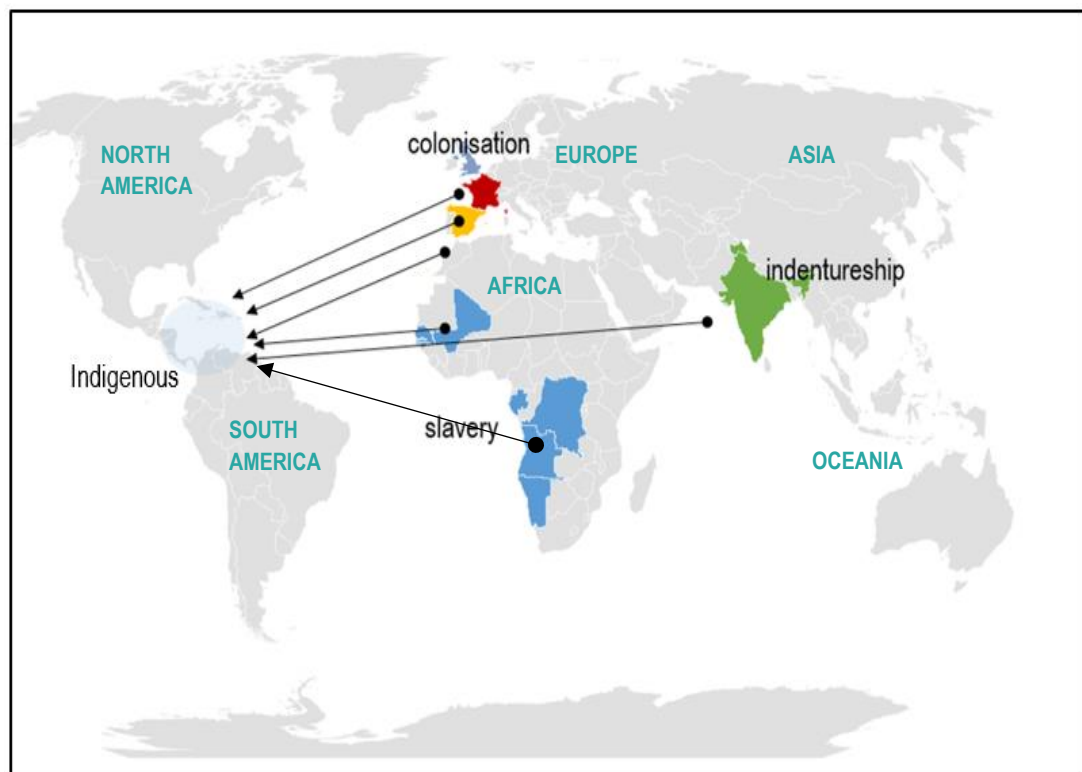 colonisation
NORTH
AMERICA
EUROPE
ASIA
indentureship
AFRICA
Indigenous
slavery
SOUTH
AMERICA
OCEANIA